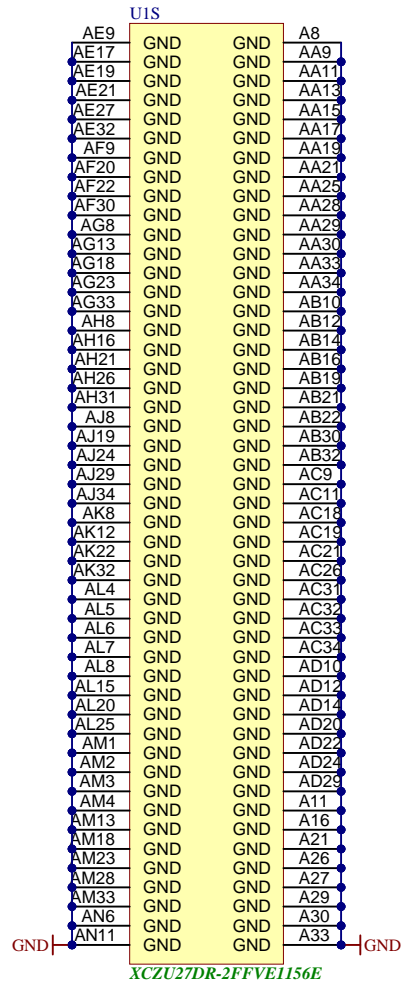 U1S
AE9 GND GND A8
AE17 GND GND AA9
AE19 GND GND AA11
AE21 GND GND AA13
AE27 GND GND AA15
AE32 GND GND AA17
AF9 GND GND AA19
AF20 GND GND AA21
AF22 GND GND AA25
AF30 GND GND AA28
AG8 GND GND AA29
AG13 GND GND AA30
AG18 GND GND AA33
AG23 GND GND AA34
AG33 GND GND AB10
AH8 GND GND AB12
AH16 GND GND AB14
AH21 GND GND AB16
AH26 GND GND AB19
AH31 GND GND AB21
AJ8 GND GND AB22
AJ19 GND GND AB30
AJ24 GND GND AB32
AJ29 GND GND AC9
AJ34 GND GND AC11
AK8 GND GND AC18
AK12 GND GND AC19
AK22 GND GND AC21
AK32 GND GND AC26
AL4 GND GND AC31
AL5 GND GND AC32
AL6 GND GND AC33
AL7 GND GND AC34
AL8 GND GND AD10
AL15 GND GND AD12
AL20 GND GND AD14
AL25 GND GND AD20
AM1 GND GND AD22
AM2 GND GND AD24
AM3 GND GND AD29
AM4 GND GND A11
AM13 GND GND A16
AM18 GND GND A21
AM23 GND GND A26
AM28 GND GND A27
AM33 GND GND A29
AN6 GND GND A30
GND AN11 GND GND A33 GND
XCZU27DR-2FFVE1156E